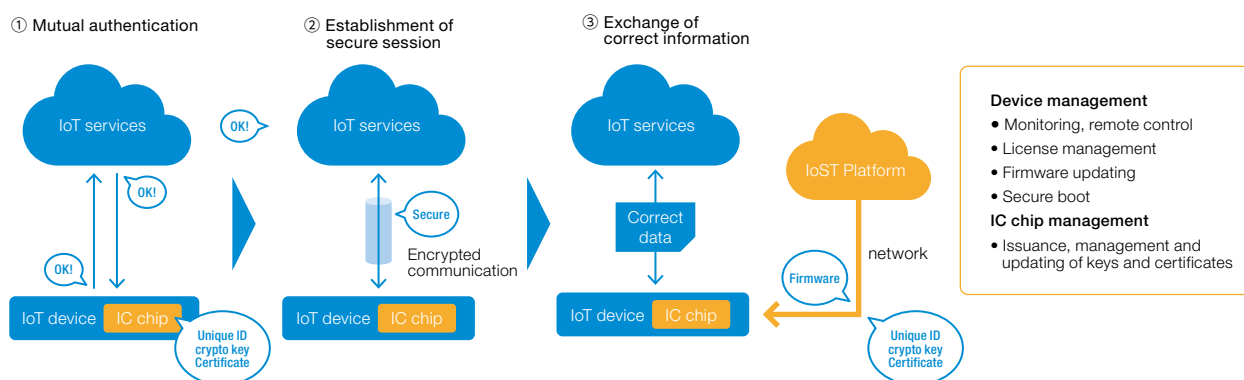 ① Mutual authentication
IoT services
OK!
OK!
IoT device
IC chip
Unique ID
crypto key
Certificate
② Establishment of
secure session
OK!
IoT services
Secure
Encrypted
communication
IoT device
IC chip
③ Exchange of
correct information
IoT services
Correct
data
IoT device
IC chip
IoST Platform
network
Firmware
Unique ID
crypto key
Certificate
Device management
• Monitoring, remote control
• License management
• Firmware updating
• Secure boot
IC chip management
• Issuance, management and
updating of keys and certificates